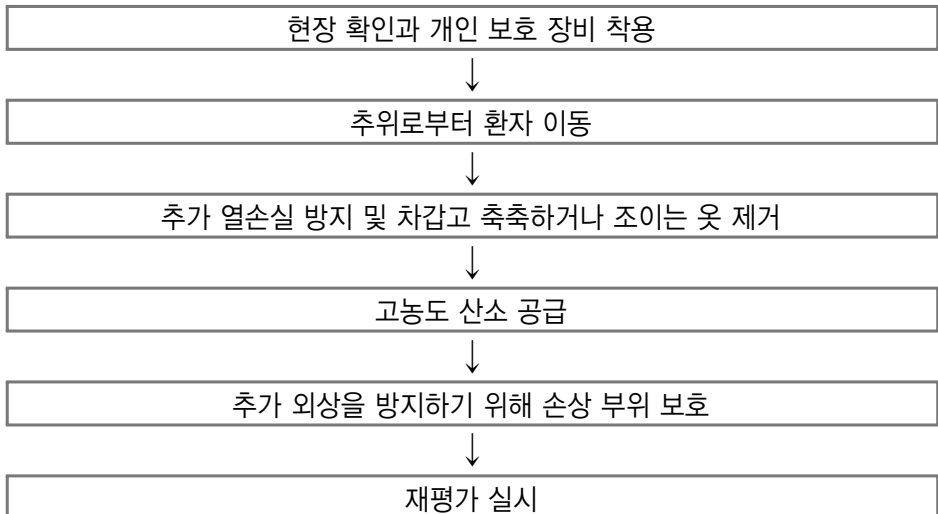 현장 확인과 개인 보호 장비 착용
추위로부터 환자 이동
추가 열손실 방지 및 차갑고 축축하거나 조이는 옷 제거
고농도 산소 공급
추가 외상을 방지하기 위해 손상 부위 보호
재평가 실시